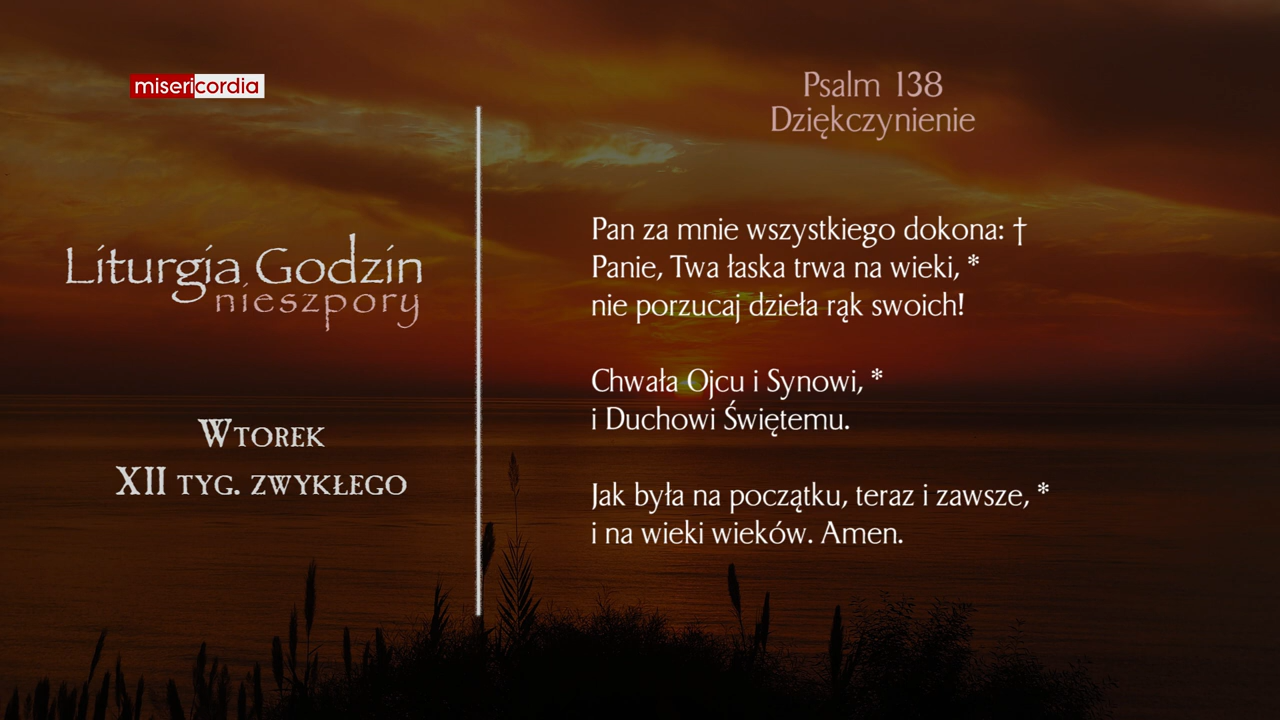 misericordia
Liturgia Godzin
nieszpory
Wtorek
XII tyg. zwykłego
Psalm 138
Dziękczynienie
Pan za mnie wszystkiego dokona: †
Panie, Twa łaska trwa na wieki, *
nie porzucaj dzieła rąk swoich!
Chwała Ojcu i Synowi, *
i Duchowi Świętemu.
Jak była na początku, teraz i zawsze, *
i na wieki wieków. Amen.